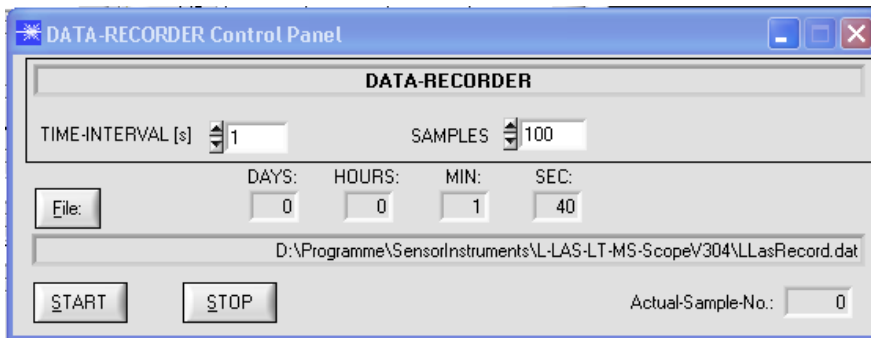 DATA-RECORDER Control Panel
DATA-RECORDER
TIME-INTERVAL [s] 1 SAMPLES 100
DAYS: HOURS: MIN: SEC:
File: 0 0 1 40
D:\Programme\SensorInstruments\L-LAS-LT-MS-ScopeV304\LLasRecord.dat
START STOP Actual-Sample-No.: 0